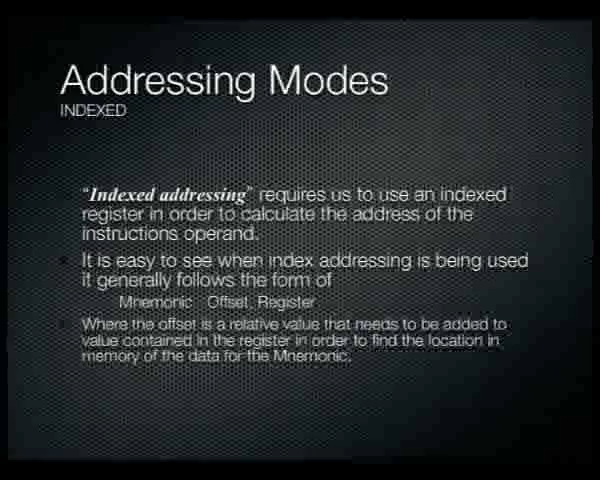 Addressing Modes
INDEXED
"Indexed addressing" requires us to use an indexed
register in order to calculate the address of the
instructions operand.
It is easy to see when index addressing is being used
it generally follows the form of
Mnemonic Offset, Register
Where the offset is a relative value that needs to be added to
value contained in the register in order to find the location in
memory of the data for the Mnemonic.